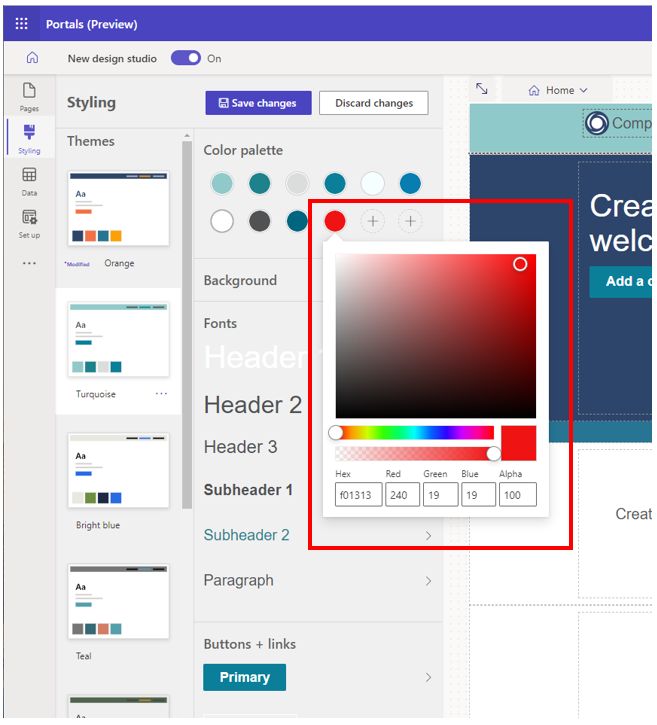 Portals (Preview)
New design studio On
Pages
Styling
Data
Set up
Styling
Save changes
Discard changes
Themes
Aa
*Modified Orange
Aa
Turquoise
Aa
Bright blue
Aa
Teal
Color palette
Background
Fonts
Header 1
Header 2
Header 3
Subheader 1
Subheader 2
Paragraph
Buttons + links
Primary
Hex Red Green Blue Alpha
f01313 240 19 19 100
Home
Comp
Crea
welc
Add a c
Creat